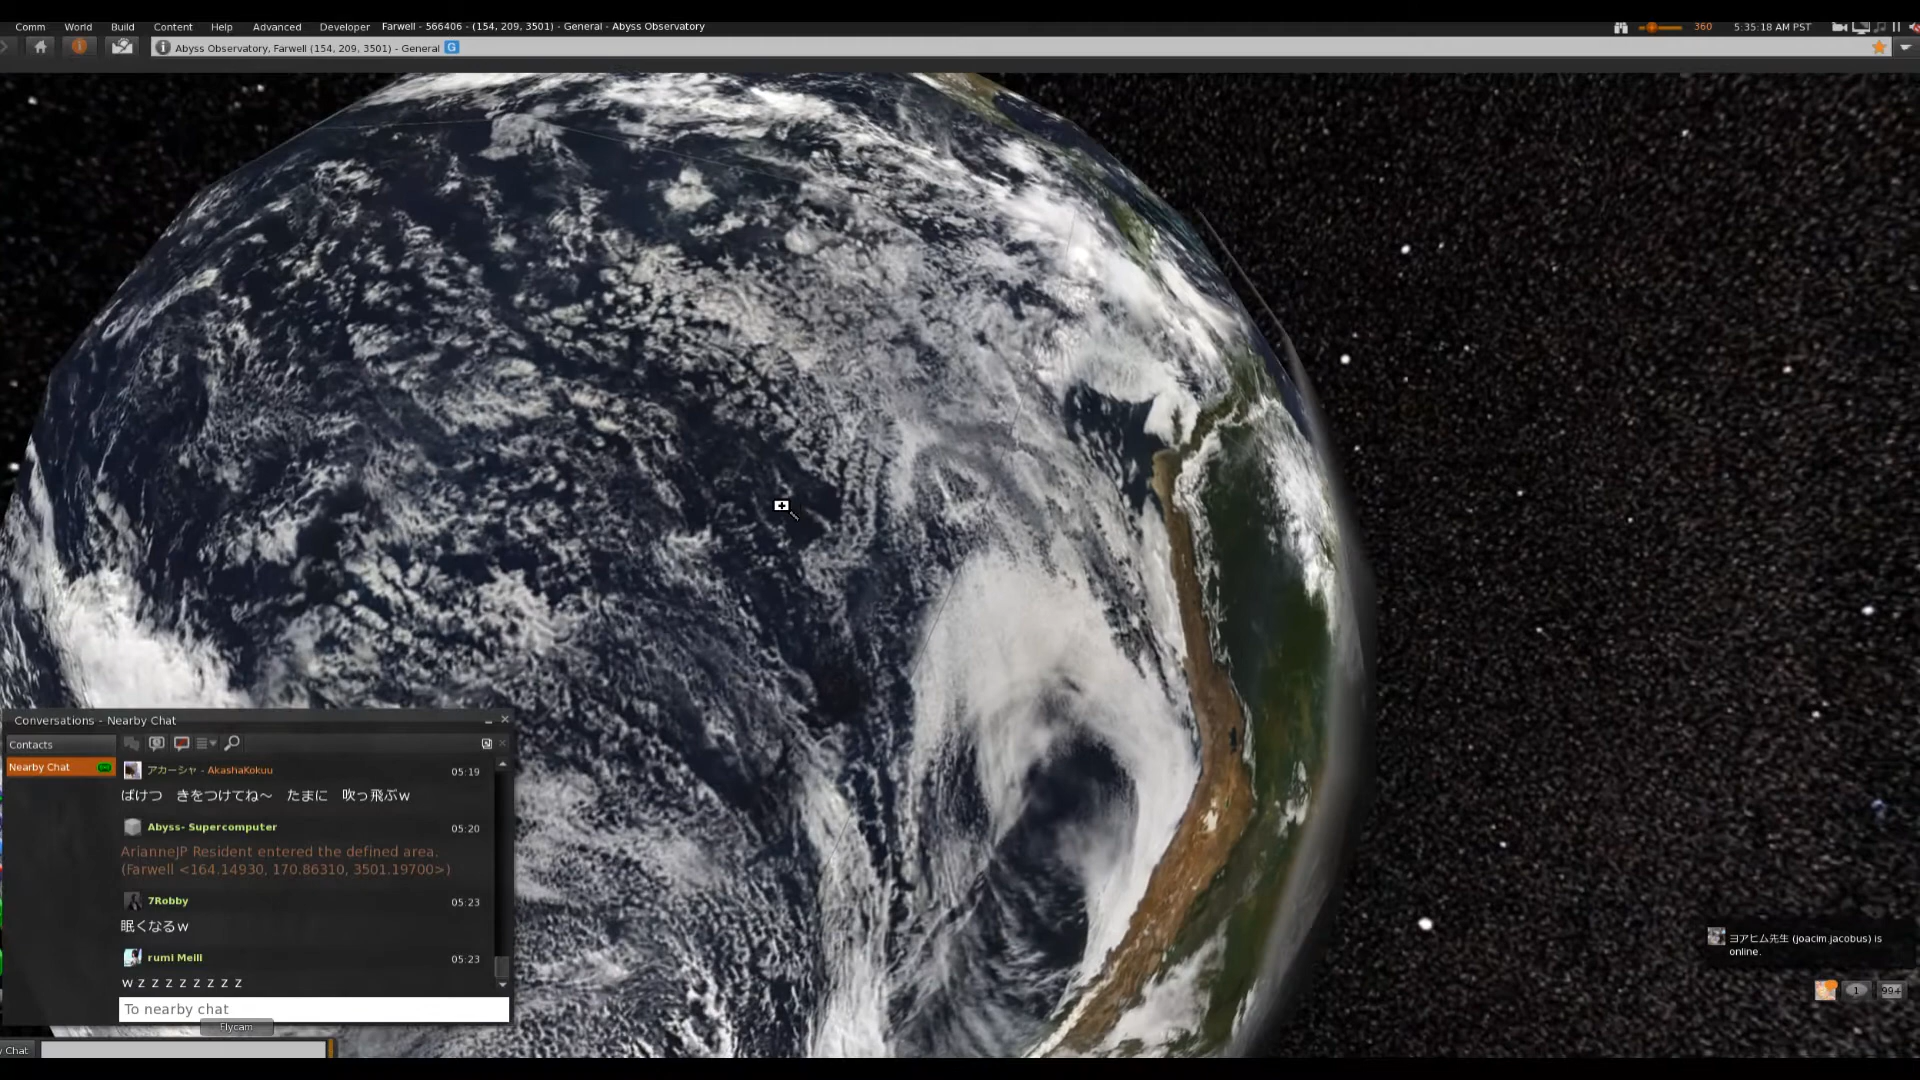 Comm World Build Content Help Advanced Developer Farwell - 566406 - (154, 209, 3501) - General - Abyss Observatory 360 5:35:18 AM PST
Abyss Observatory, Farwell (154, 209, 3501) - General G
Conversations - Nearby Chat
Contacts
Nearby Chat
アカーシャ - AkashaKokuu 05:19
ばけつ きをつけてね～ たまに 吹っ飛ぶｗ
Abyss- Supercomputer 05:20
ArianneJP Resident entered the defined area.
(Farwell <164.14930, 170.86310, 3501.19700>)
7Robby 05:23
眠くなるｗ
rumi Meili 05:23
ｗｚｚｚｚｚｚｚｚ
To nearby chat
Flycam
y Chat
ヨアヒム先生 (joacim.jacobus) is
online.
1 99+